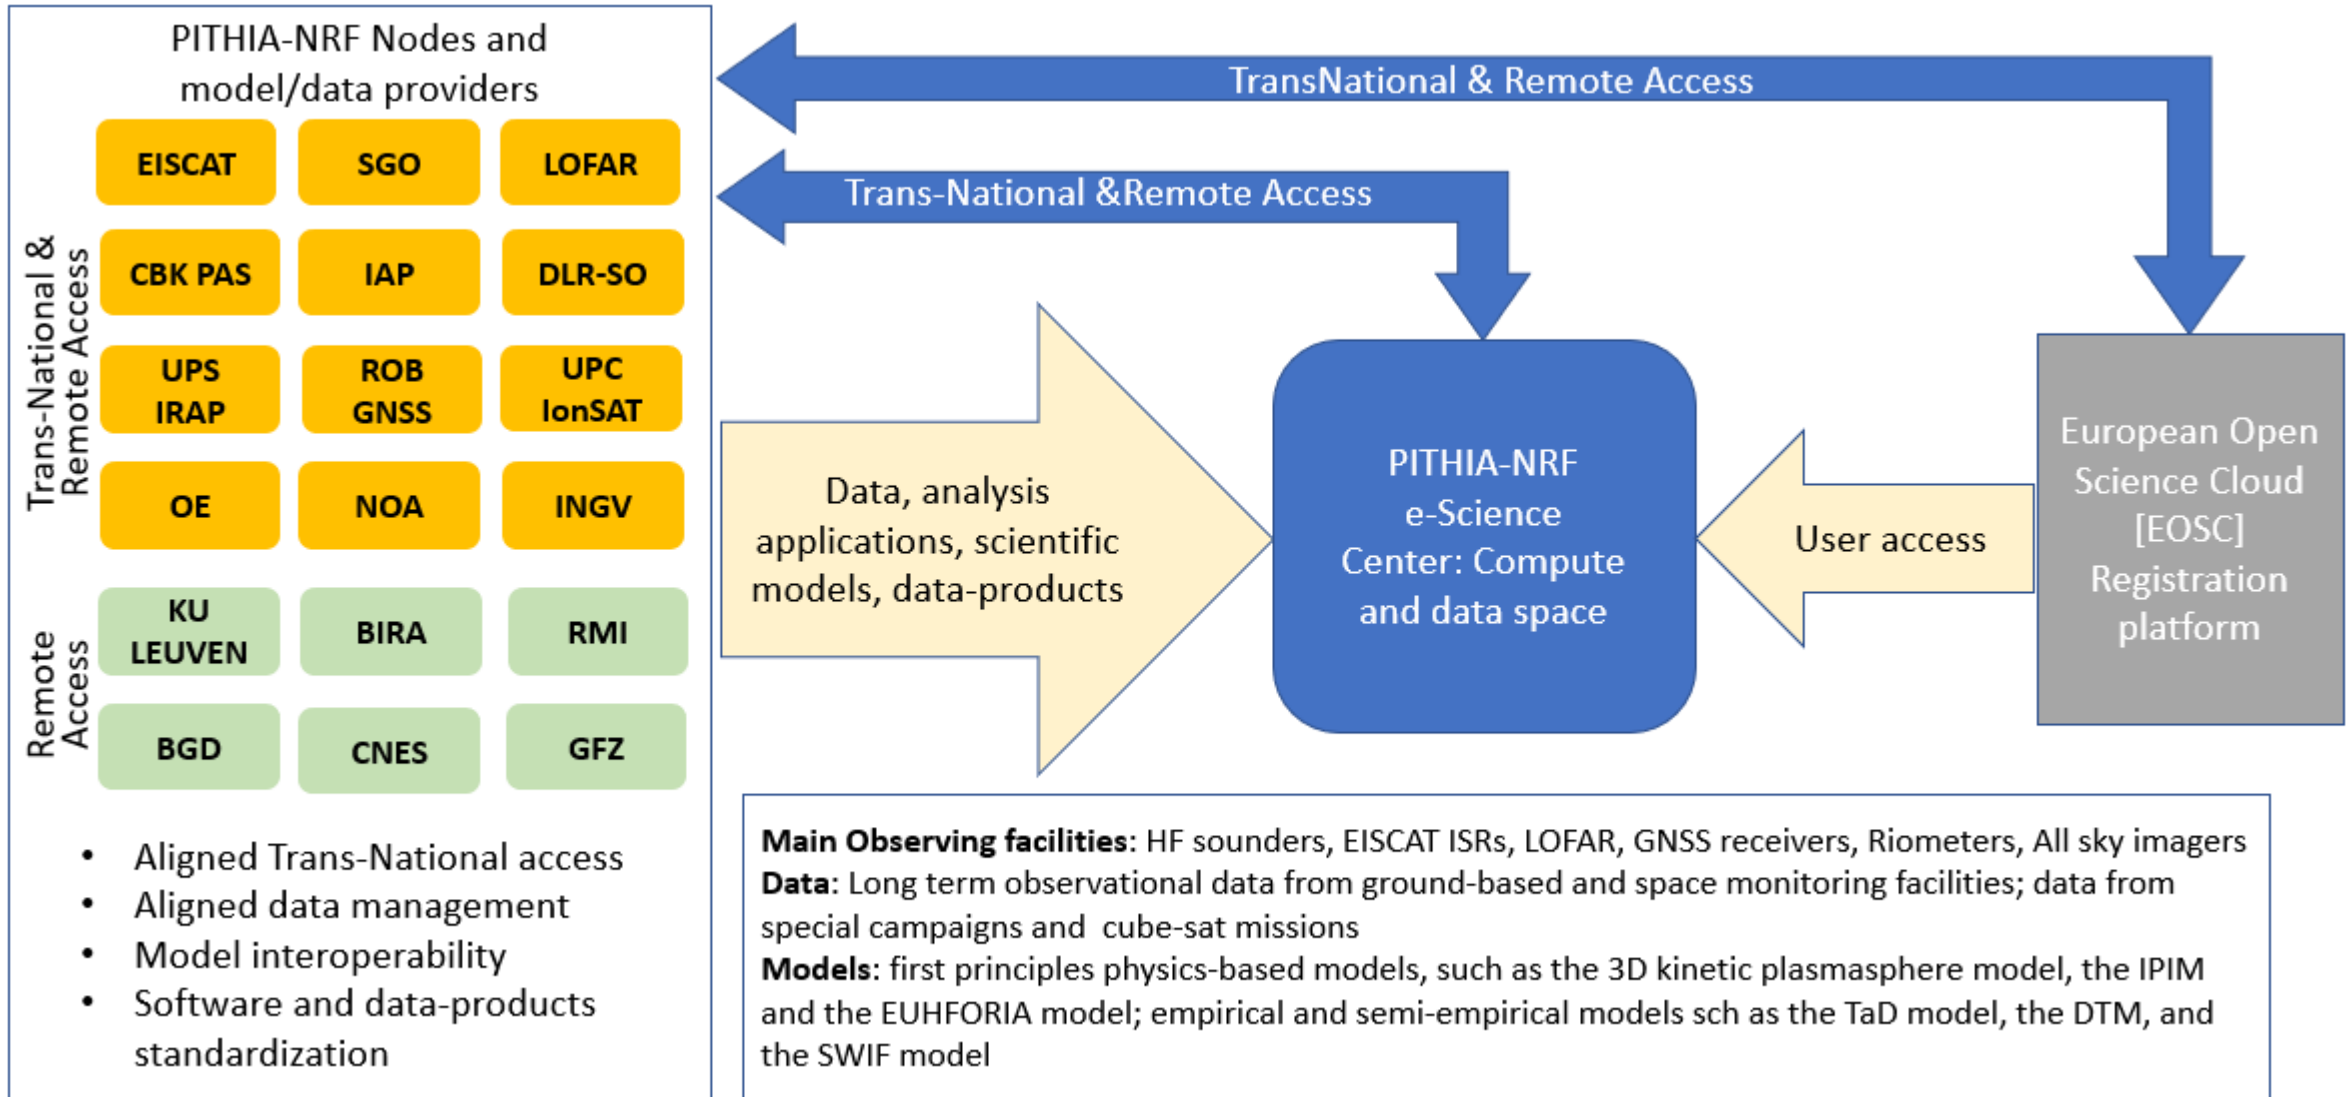 PITHIA-NRF Nodes and
model/data providers
Trans-National &
Remote Access
EISCAT
SGO
LOFAR
CBK PAS
IAP
DLR-SO
UPS
IRAP
ROB
GNSS
UPC
IonSAT
OE
NOA
INGV
Remote
Access
KU
LEUVEN
BIRA
RMI
BGD
CNES
GFZ
• Aligned Trans-National access
• Aligned data management
• Model interoperability
• Software and data-products
standardization
TransNational & Remote Access
Trans-National &Remote Access
Data, analysis
applications, scientific
models, data-products
PITHIA-NRF
e-Science
Center: Compute
and data space
User access
European Open
Science Cloud
[EOSC]
Registration
platform
Main Observing facilities: HF sounders, EISCAT ISRs, LOFAR, GNSS receivers, Riometers, All sky imagers
Data: Long term observational data from ground-based and space monitoring facilities; data from
special campaigns and cube-sat missions
Models: first principles physics-based models, such as the 3D kinetic plasmasphere model, the IPIM
and the EUHFORIA model; empirical and semi-empirical models sch as the TaD model, the DTM, and
the SWIF model